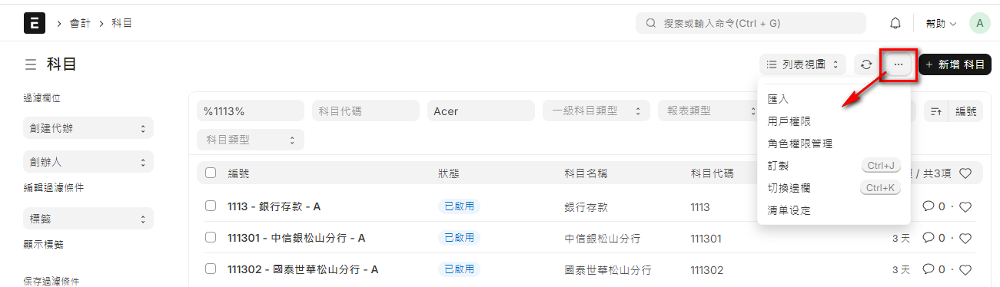 E > 會計 > 科目 搜索或輸入命令(Ctrl + G) 幫助 A
科目 列表視圖 ... + 新增 科目
過濾欄位
創建代辦
創辦人
編輯過濾條件
標籤
顯示標籤
保存過濾條件
%1113% 科目代碼 Acer 一級科目類型 報表類型 編號
科目類型
編號 狀態 科目名稱 科目代碼 / 共3項
1113 - 銀行存款 - A 已啟用 銀行存款 1113 0
111301 - 中信銀松山分行 - A 已啟用 中信銀松山分行 111301 3 天 · 0
111302 - 國泰世華松山分行 - A 已啟用 國泰世華松山分行 111302 3 天 · 0
匯入
用戶權限
角色權限管理
訂製 Ctrl+J
切換邊欄 Ctrl+K
清单设定